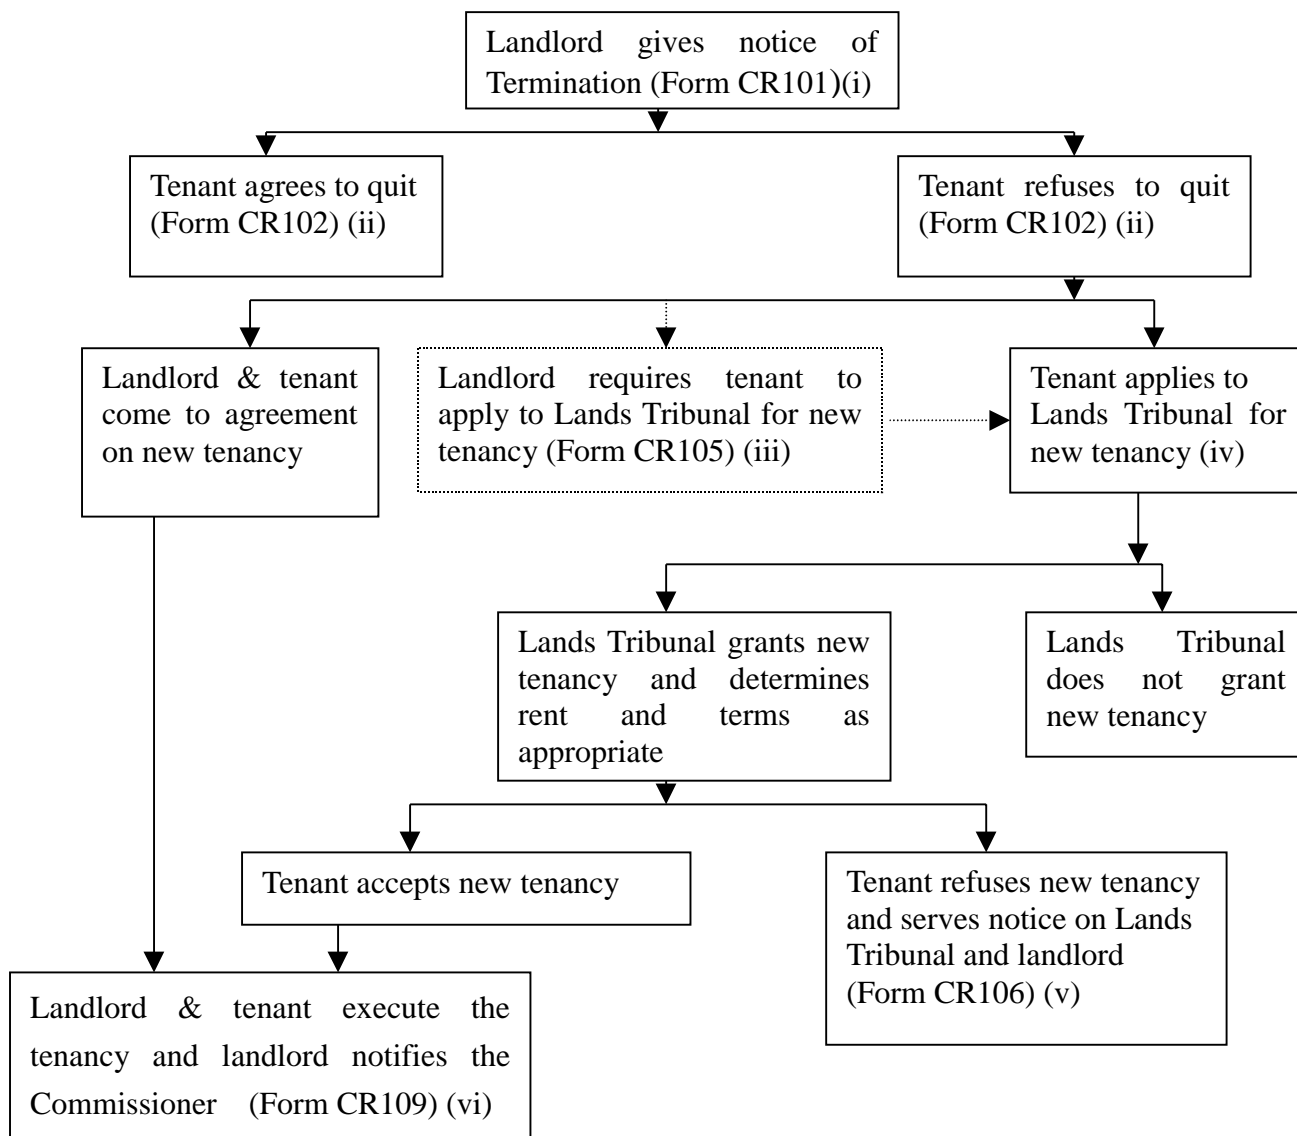 Landlord gives notice of
Termination (Form CR101)(i)
Tenant agrees to quit
(Form CR102) (ii)
Tenant refuses to quit
(Form CR102) (ii)
Landlord & tenant
come to agreement
on new tenancy
Landlord requires tenant to
apply to Lands Tribunal for new
tenancy (Form CR105) (iii)
Tenant applies to
Lands Tribunal for
new tenancy (iv)
Lands Tribunal grants new
tenancy and determines
rent and terms as
appropriate
Lands Tribunal
does not grant
new tenancy
Tenant accepts new tenancy
Tenant refuses new tenancy
and serves notice on Lands
Tribunal and landlord
(Form CR106) (v)
Landlord & tenant execute the
tenancy and landlord notifies the
Commissioner (Form CR109) (vi)